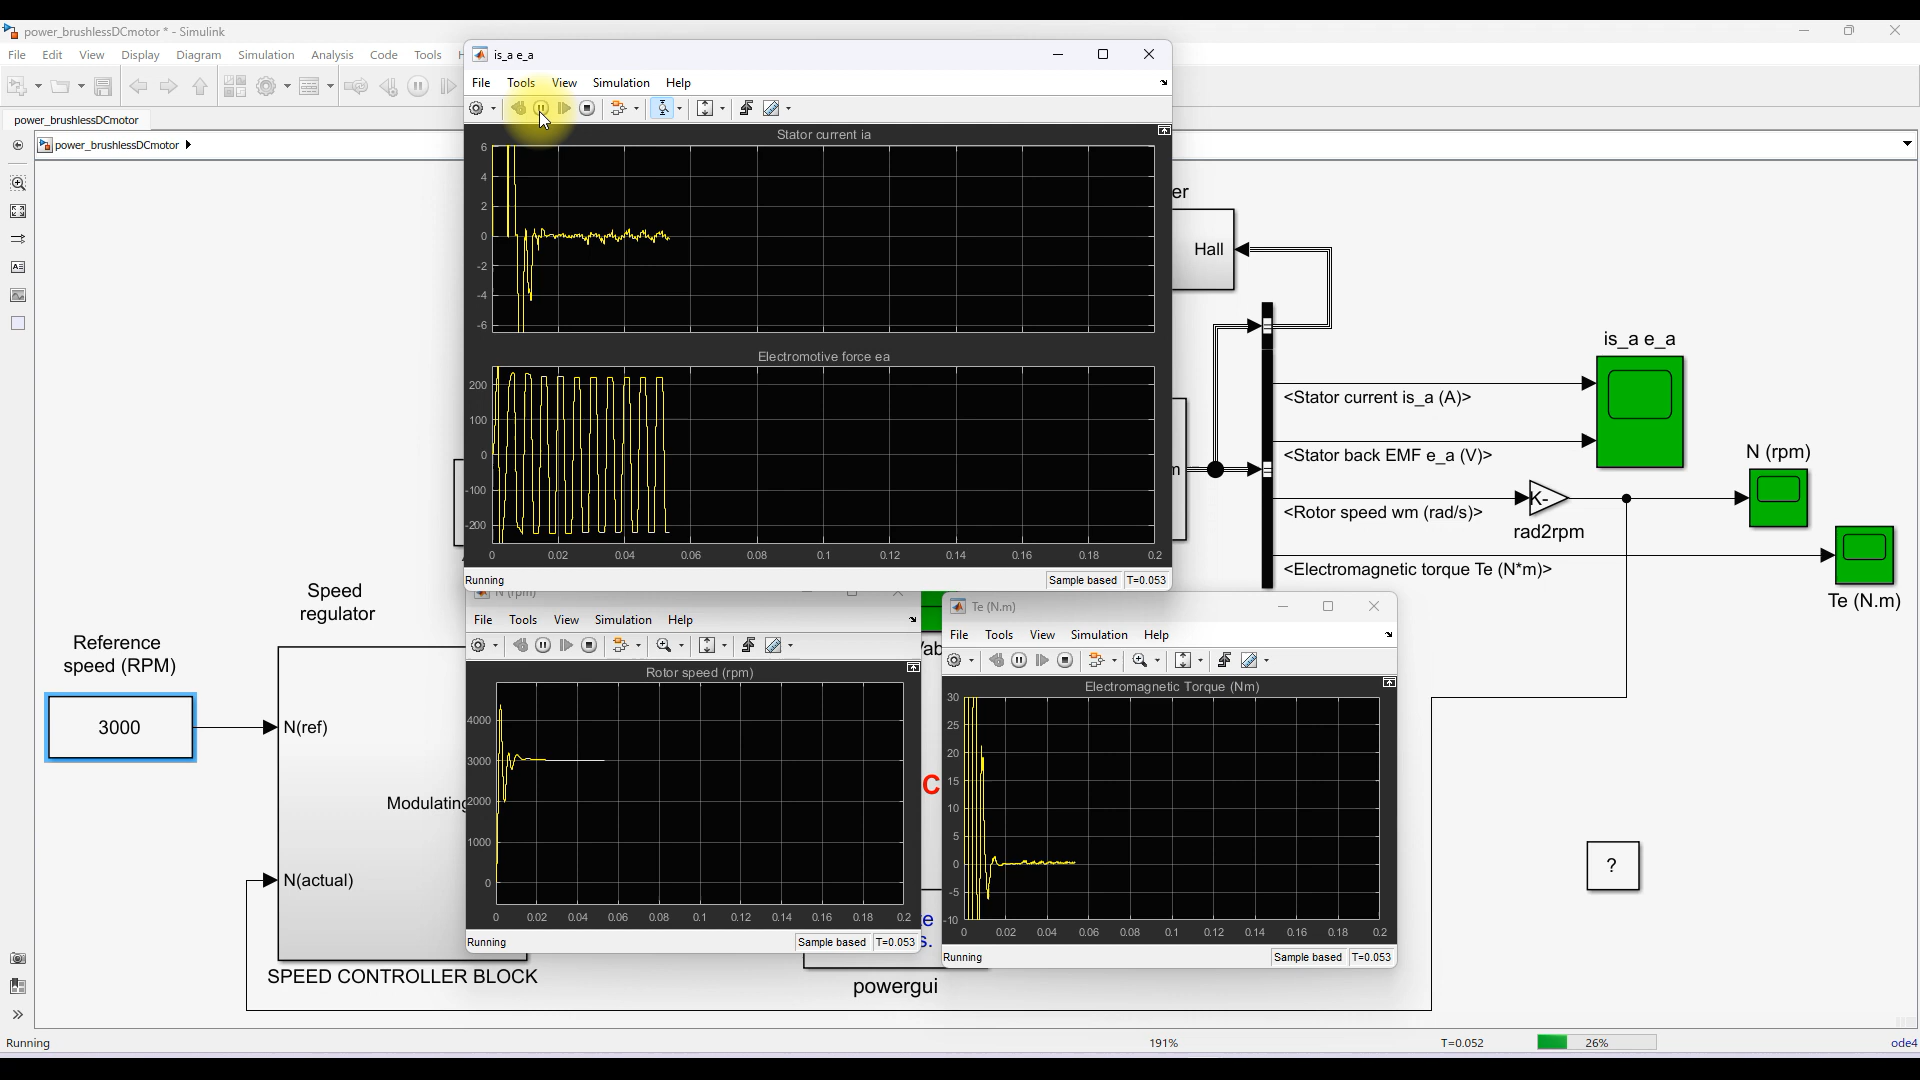 power_brushlessDCmotor * - Simulink
File Edit View Display Diagram Simulation Analysis Code Tools
power_brushlessDCmotor
power_brushlessDCmotor
is_a e_a
File Tools View Simulation Help
Stator current ia
6
4
2
0
-2
-4
-6
Electromotive force ea
200
100
0
-100
-200
0 0.02 0.04 0.06 0.08 0.1 0.12 0.14 0.16 0.18 0.2
Running Sample based T=0.053
er
Hall
m
<Stator current is_a (A)>
<Stator back EMF e_a (V)>
<Rotor speed wm (rad/s)>
<Electromagnetic torque Te (N*m)>
is_a e_a
K-
rad2rpm
N (rpm)
Te (N.m)
Speed
regulator
Reference
speed (RPM)
3000
N(ref)
Modulating
N(actual)
SPEED CONTROLLER BLOCK
N (rpm)
File Tools View Simulation Help
Rotor speed (rpm)
4000
3000
2000
1000
0
0 0.02 0.04 0.06 0.08 0.1 0.12 0.14 0.16 0.18 0.2
Running Sample based T=0.053
Vab
C
te
s.
powergui
Te (N.m)
File Tools View Simulation Help
Electromagnetic Torque (Nm)
30
25
20
15
10
5
0
-5
-10
0 0.02 0.04 0.06 0.08 0.1 0.12 0.14 0.16 0.18 0.2
Running Sample based T=0.053
?
Running 191% T=0.052 26% ode4